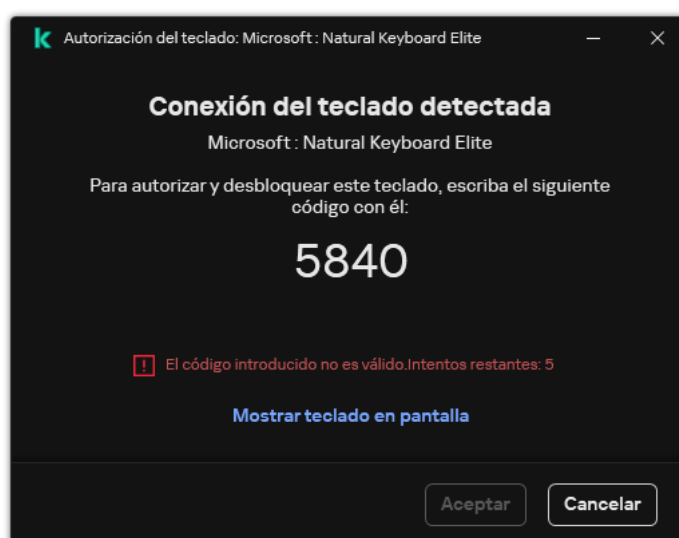 Autorización del teclado: Microsoft : Natural Keyboard Elite
Conexión del teclado detectada
Microsoft : Natural Keyboard Elite
Para autorizar y desbloquear este teclado, escriba el siguiente
código con él:
5840
El código introducido no es válido.Intentos restantes: 5
Mostrar teclado en pantalla
Aceptar
Cancelar